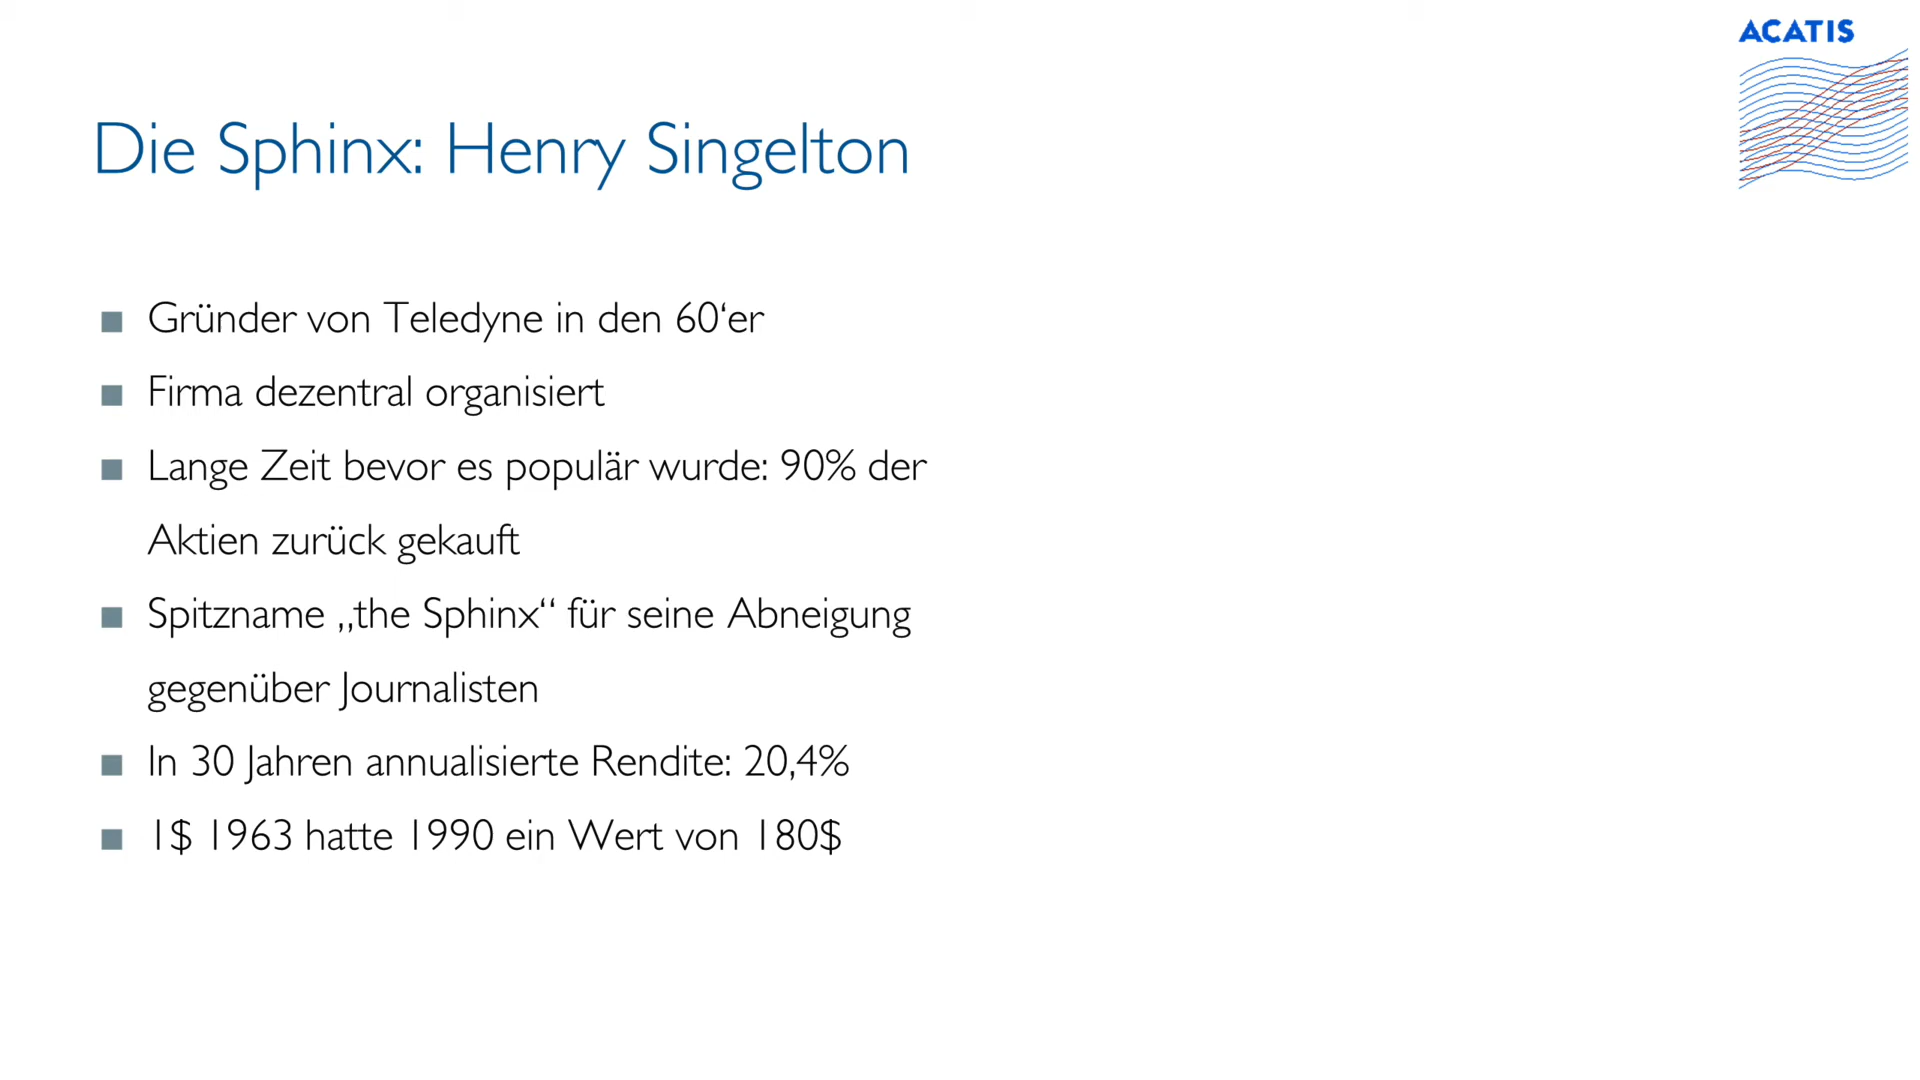 ACATIS
Die Sphinx: Henry Singelton
■ Gründer von Teledyne in den 60‘er
■ Firma dezentral organisiert
■ Lange Zeit bevor es populär wurde: 90% der
Aktien zurück gekauft
■ Spitzname „the Sphinx“ für seine Abneigung
gegenüber Journalisten
■ In 30 Jahren annualisierte Rendite: 20,4%
■ 1$ 1963 hatte 1990 ein Wert von 180$